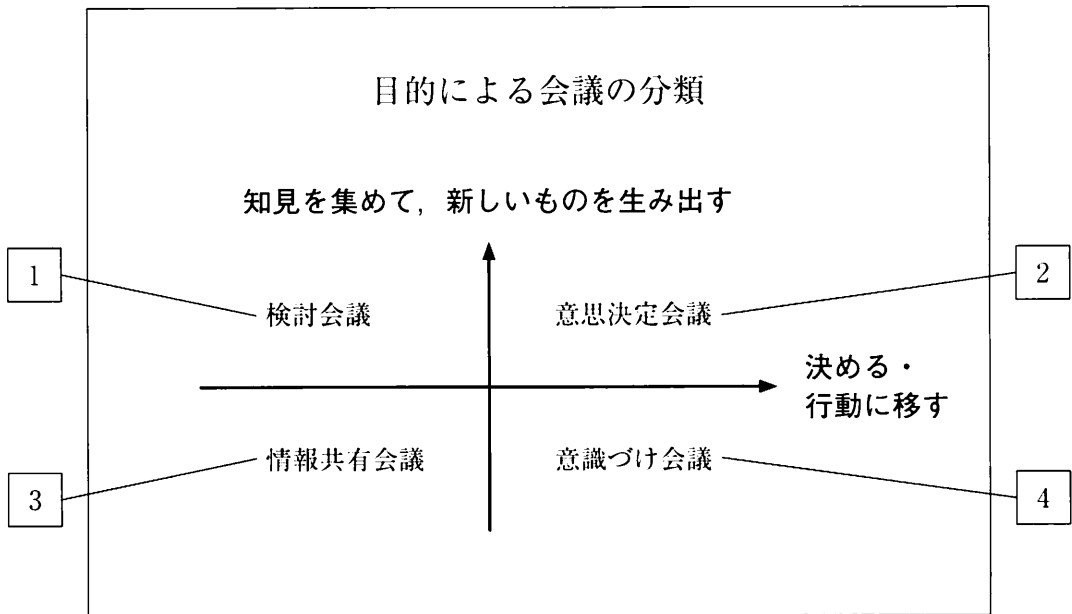 目的による会議の分類
知見を集めて，新しいものを生み出す
1
2
検討会議
意思決定会議
決める・
行動に移す
情報共有会議
意識づけ会議
3
4